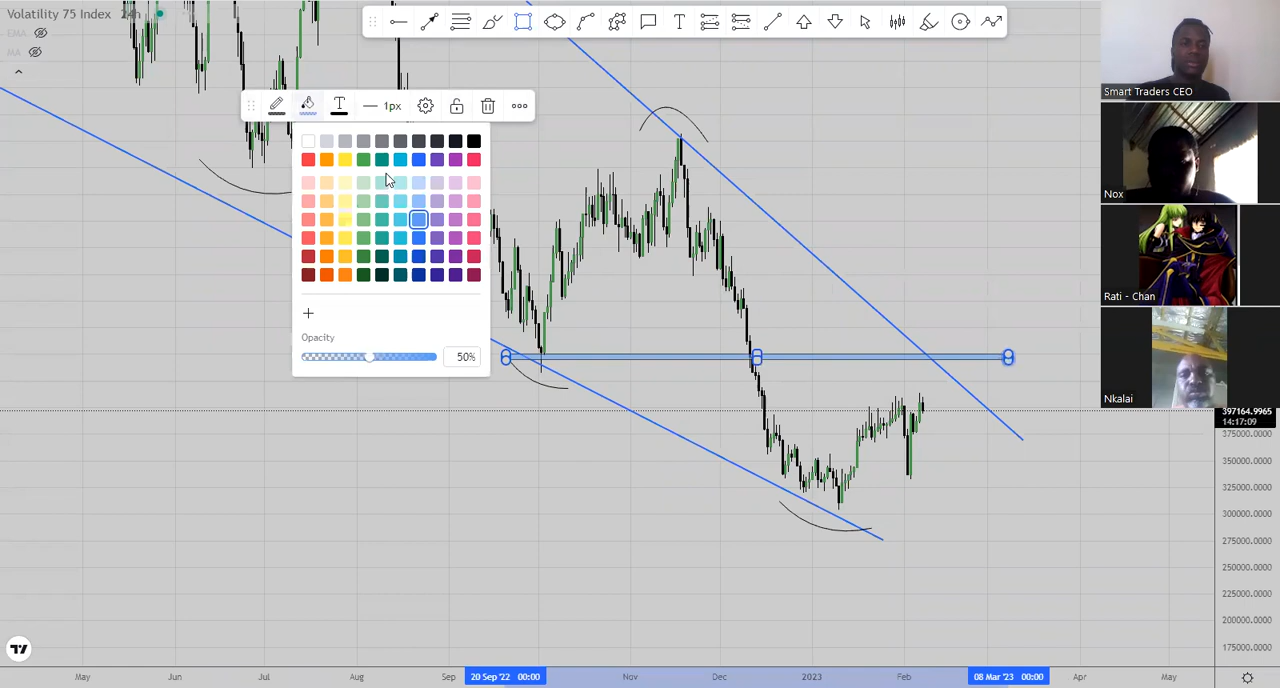 Volatility 75 Index 24h
EMA
MA
1px
Opacity
50%
Smart Traders CEO
Nox
Rati - Chan
Nkalai
397164.9965
14:17:09
375000.0000
350000.0000
325000.0000
300000.0000
275000.0000
250000.0000
225000.0000
200000.0000
175000.0000
May
Jun
Jul
Aug
Sep
20 Sep '22 00:00
Nov
Dec
2023
Feb
08 Mar '23 00:00
Apr
May